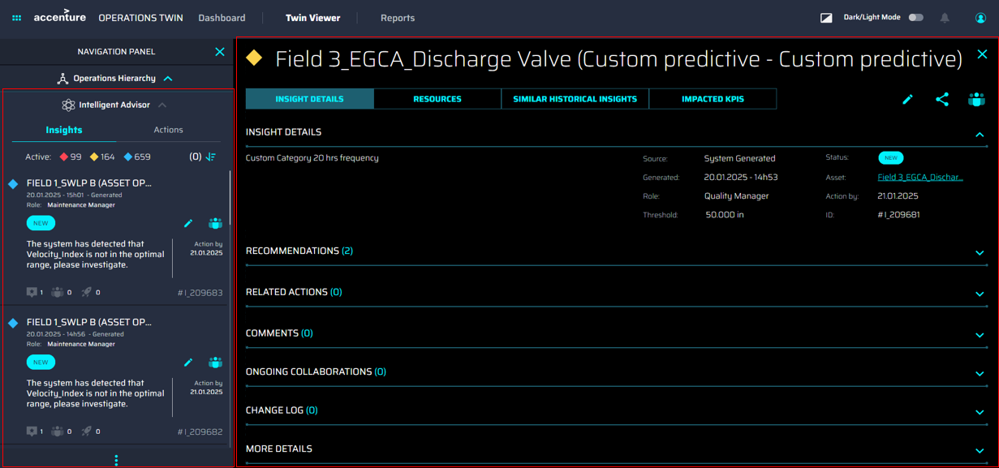 accenture OPERATIONS TWIN Dashboard Twin Viewer Reports Dark/Light Mode
NAVIGATION PANEL
Operations Hierarchy
Intelligent Advisor
Insights Actions
Active: 99 164 659 (0)
FIELD 1_SWLP B (ASSET OP...
20.01.2025 - 15h01 - Generated
Role: Maintenance Manager
NEW
The system has detected that
Velocity_Index is not in the optimal
range, please investigate.
Action by
21.01.2025
1 0 0 #I_209683
FIELD 1_SWLP B (ASSET OP...
20.01.2025 - 14h56 - Generated
Role: Maintenance Manager
NEW
The system has detected that
Velocity_Index is not in the optimal
range, please investigate.
Action by
21.01.2025
1 0 0 #I_209682
Field 3_EGCA_Discharge Valve (Custom predictive - Custom predictive)
INSIGHT DETAILS RESOURCES SIMILAR HISTORICAL INSIGHTS IMPACTED KPIS
INSIGHT DETAILS
Custom Category 20 hrs frequency
Source: System Generated
Generated: 20.01.2025 - 14h53
Role: Quality Manager
Threshold: 50.000 in
Status: NEW
Asset: Field 3_EGCA_Dischar...
Action by: 21.01.2025
ID: #I_209681
RECOMMENDATIONS (2)
RELATED ACTIONS (0)
COMMENTS (0)
ONGOING COLLABORATIONS (0)
CHANGE LOG (0)
MORE DETAILS